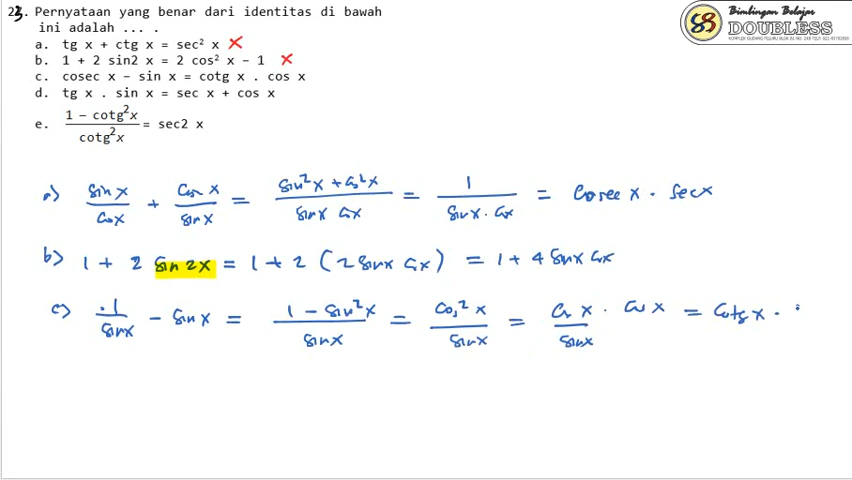 23. Pernyataan yang benar dari identitas di bawah
ini adalah ... .
a. tg x + ctg x = sec² x ✗
b. 1 + 2 sin2 x = 2 cos² x - 1 ✗
c. cosec x - sin x = cotg x . cos x
d. tg x . sin x = sec x + cos x
e. (1 - cotg²x)/(cotg²x) = sec2 x
Bimbingan Belajar
DOUBLESS
a) sin x/cos x + cos x/sin x = (sin²x + cos²x)/(sin x cos x) = 1/(sin x . cos x) = cosec x . sec x
b) 1 + 2 sin 2x = 1 + 2 (2 sin x cos x) = 1 + 4 sin x cos x
c) 1/sin x - sin x = (1 - sin²x)/sin x = cos²x/sin x = cos x/sin x . cos x = cotg x .